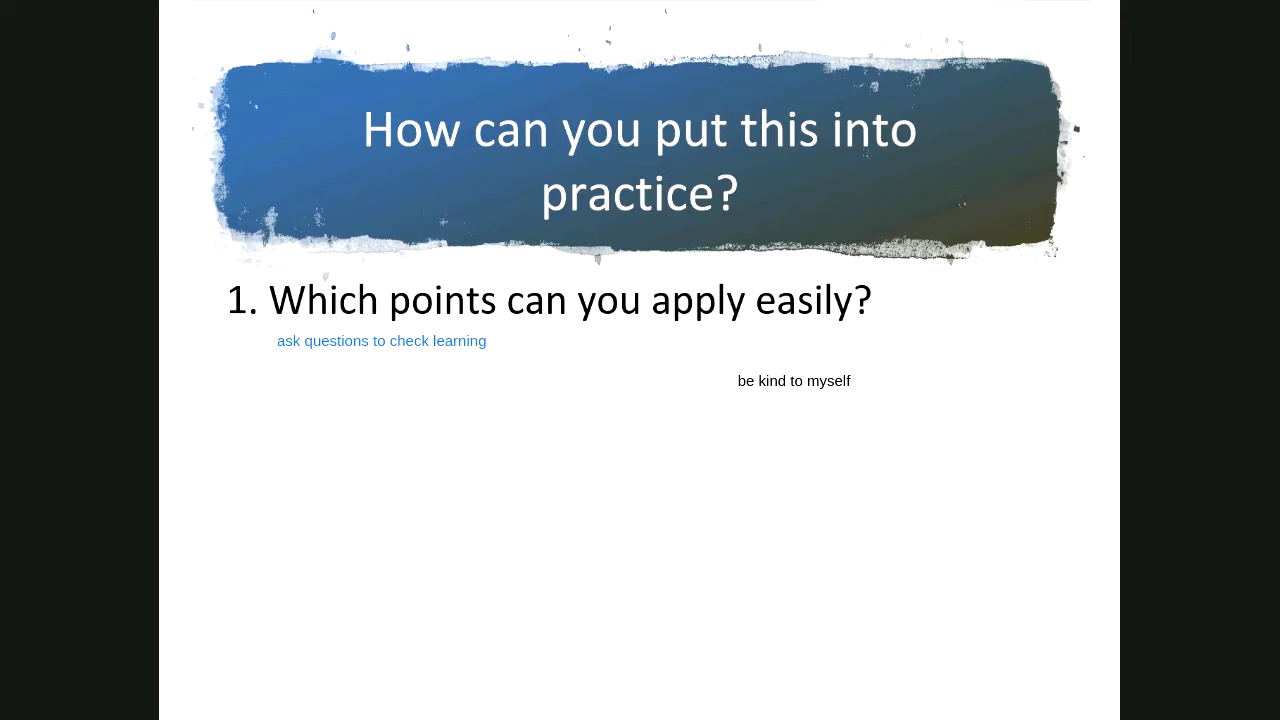 How can you put this into
practice?
1. Which points can you apply easily?
ask questions to check learning
be kind to myself